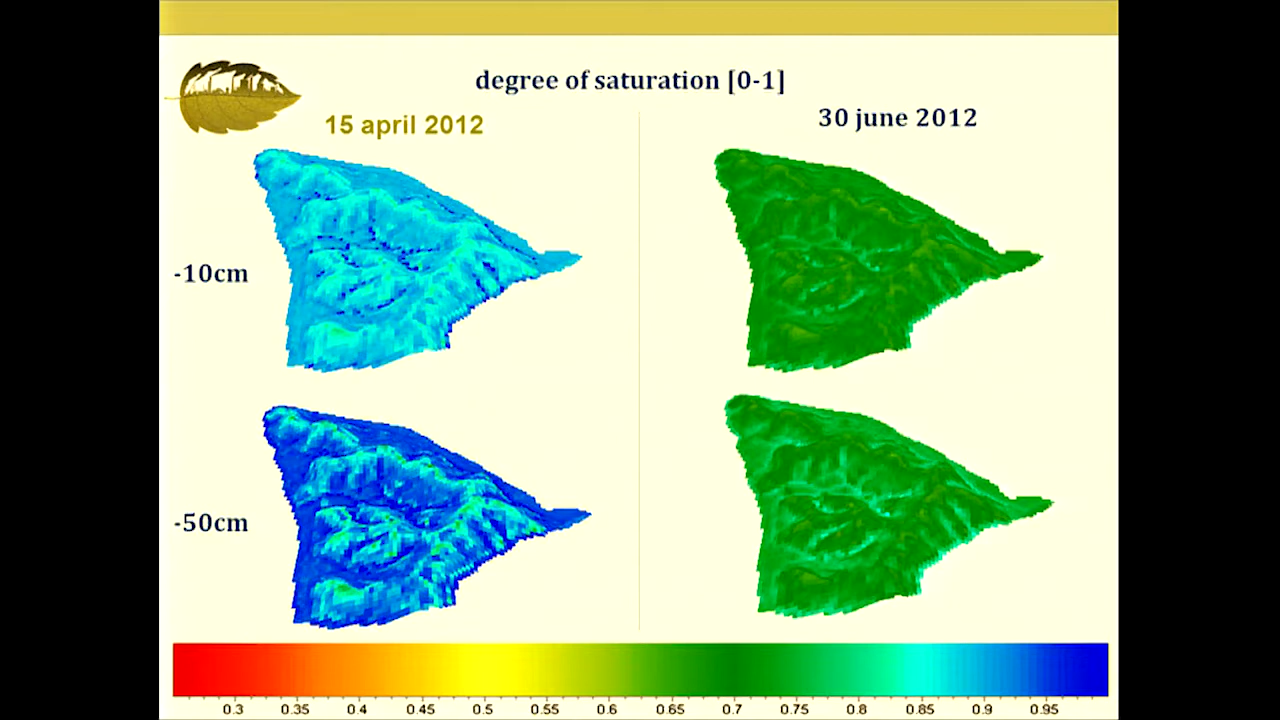 degree of saturation [0-1]
15 april 2012
30 june 2012
-10cm
-50cm
0.3 0.35 0.4 0.45 0.5 0.55 0.6 0.65 0.7 0.75 0.8 0.85 0.9 0.95